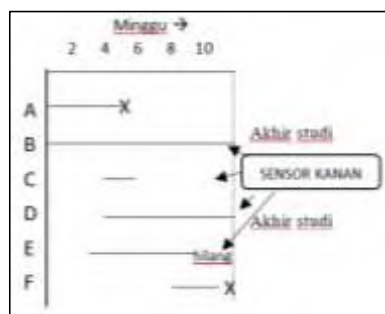 Minggu →
2 4 6 8 10
A X
B Akhir studi
C SENSOR KANAN
D
Akhir studi
E hilang
F X